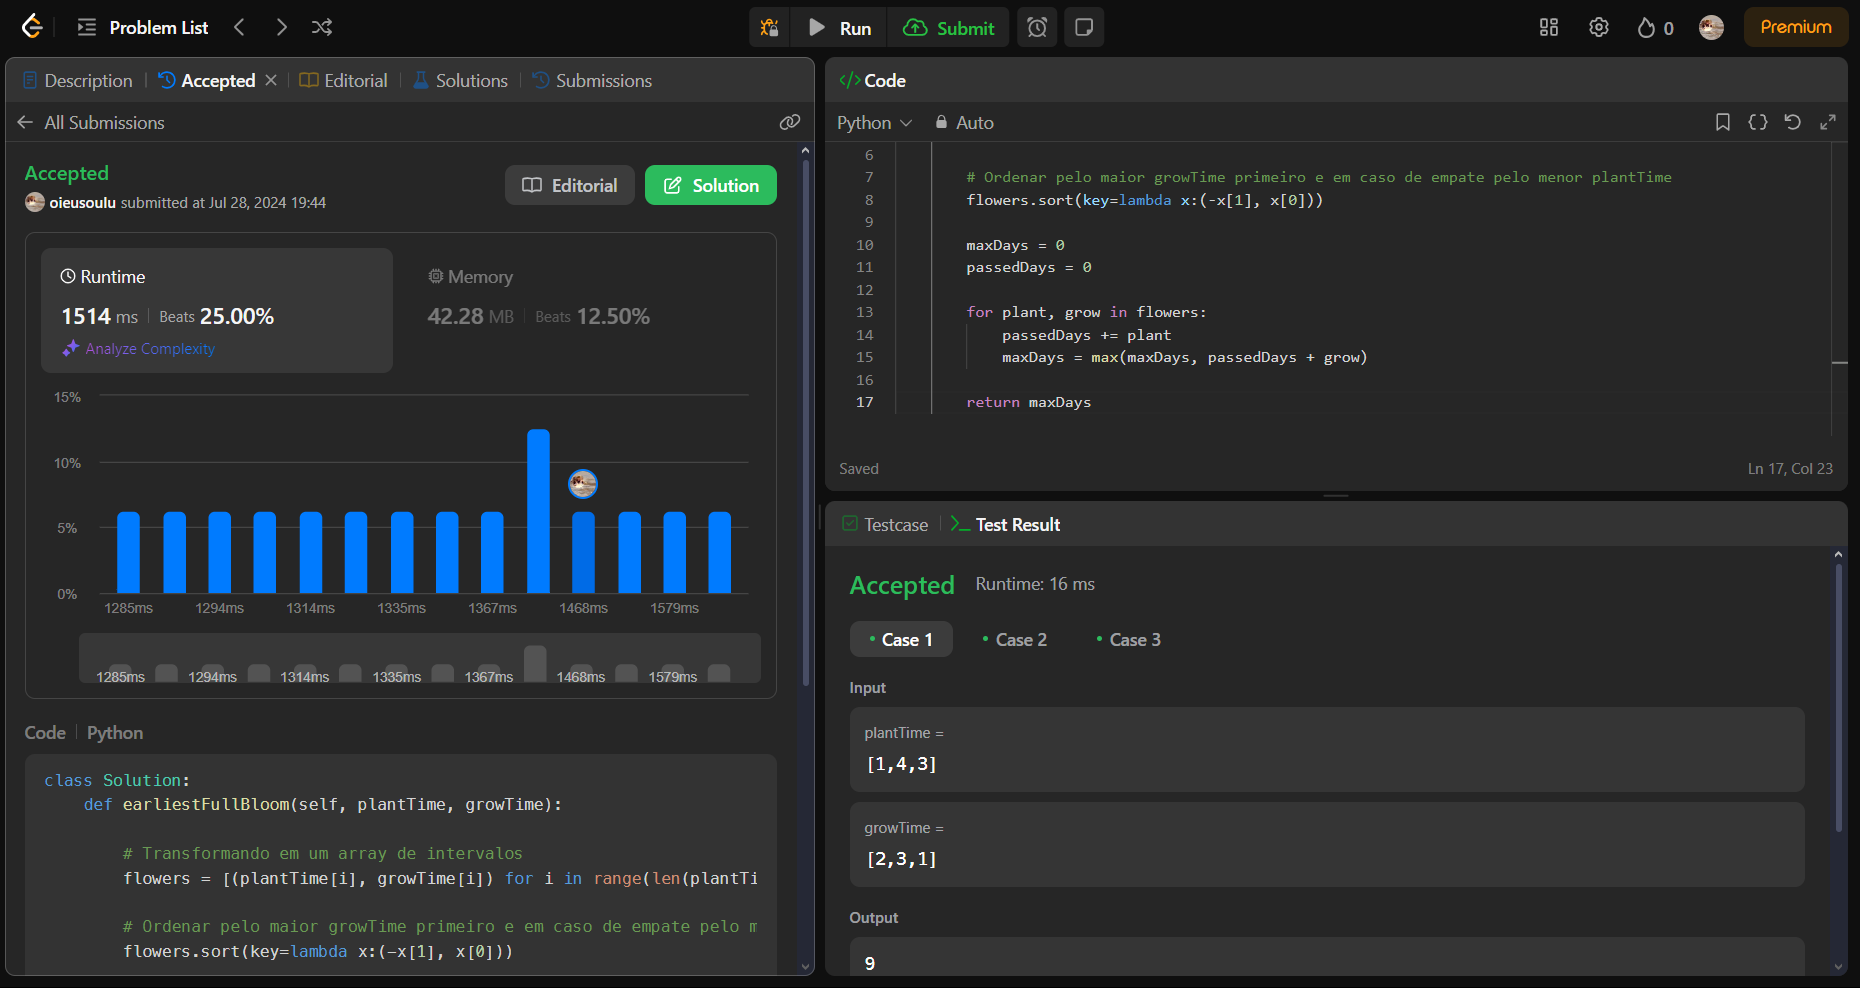 Problem List
Run
Submit
0
Premium
Description
Accepted
Editorial
Solutions
Submissions
All Submissions
Accepted
oieusoulu submitted at Jul 28, 2024 19:44
Editorial
Solution
Runtime
1514 ms
Beats 25.00%
Analyze Complexity
Memory
42.28 MB
Beats 12.50%
15%
10%
5%
0%
1285ms 1294ms 1314ms 1335ms 1367ms 1468ms 1579ms
1285ms 1294ms 1314ms 1335ms 1367ms 1468ms 1579ms
Code
Python
class Solution:
    def earliestFullBloom(self, plantTime, growTime):
        # Transformando em um array de intervalos
        flowers = [(plantTime[i], growTime[i]) for i in range(len(plantTi
        # Ordenar pelo maior growTime primeiro e em caso de empate pelo m
        flowers.sort(key=lambda x:(-x[1], x[0]))
</> Code
Python
Auto
6
7 # Ordenar pelo maior growTime primeiro e em caso de empate pelo menor plantTime
8 flowers.sort(key=lambda x:(-x[1], x[0]))
9
10 maxDays = 0
11 passedDays = 0
12
13 for plant, grow in flowers:
14     passedDays += plant
15     maxDays = max(maxDays, passedDays + grow)
16
17 return maxDays
Saved
Ln 17, Col 23
Testcase
Test Result
Accepted
Runtime: 16 ms
Case 1
Case 2
Case 3
Input
plantTime =
[1,4,3]
growTime =
[2,3,1]
Output
9